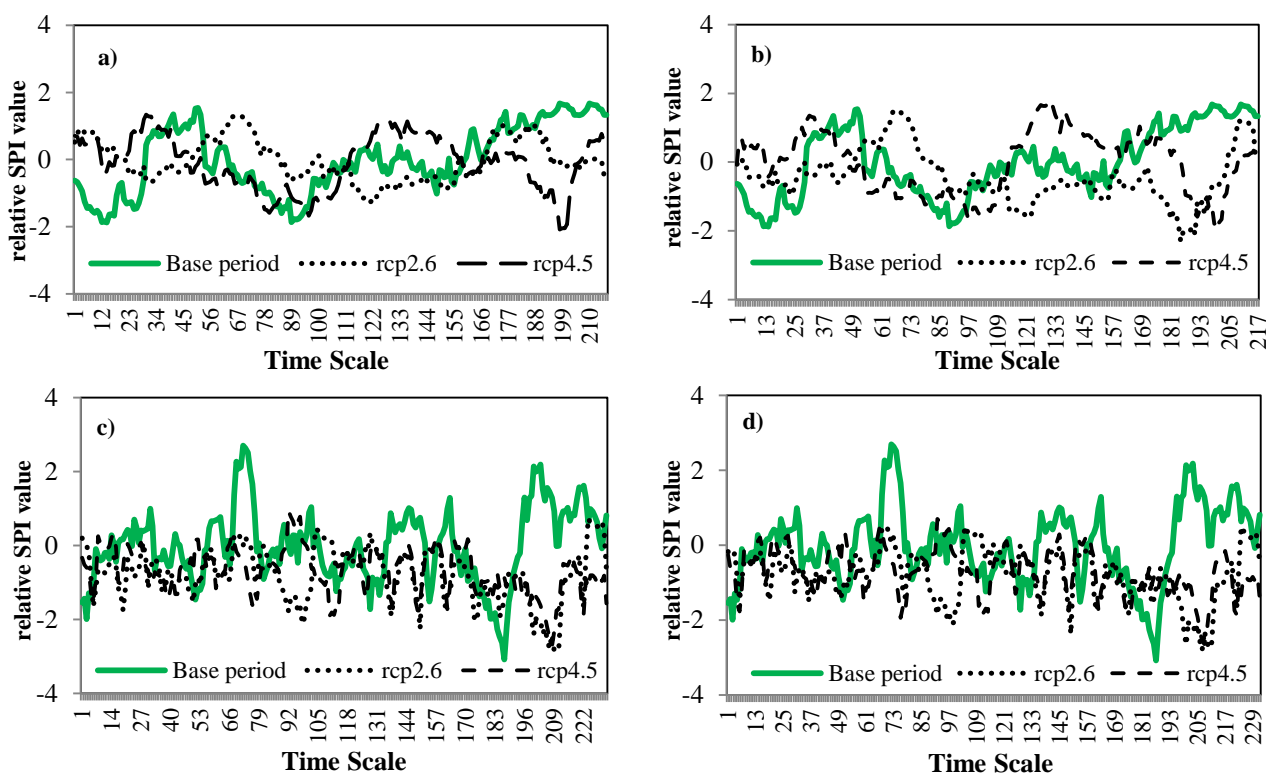 a)
relative SPI value
4
2
0
-2
-4
Base period rcp2.6 rcp4.5
1 12 23 34 45 56 67 78 89 100 111 122 133 144 155 166 177 188 199 210
Time Scale
b)
relative SPI value
4
2
0
-2
-4
Base period rcp2.6 rcp4.5
1 13 25 37 49 61 73 85 97 109 121 133 145 157 169 181 193 205 217
Time Scale
c)
relative SPI value
4
2
0
-2
-4
Base period rcp2.6 rcp4.5
1 14 27 40 53 66 79 92 105 118 131 144 157 170 183 196 209 222
Time Scale
d)
relative SPI value
4
2
0
-2
-4
Base period rcp2.6 rcp4.5
1 13 25 37 49 61 73 85 97 109 121 133 145 157 169 181 193 205 217 229
Time Scale